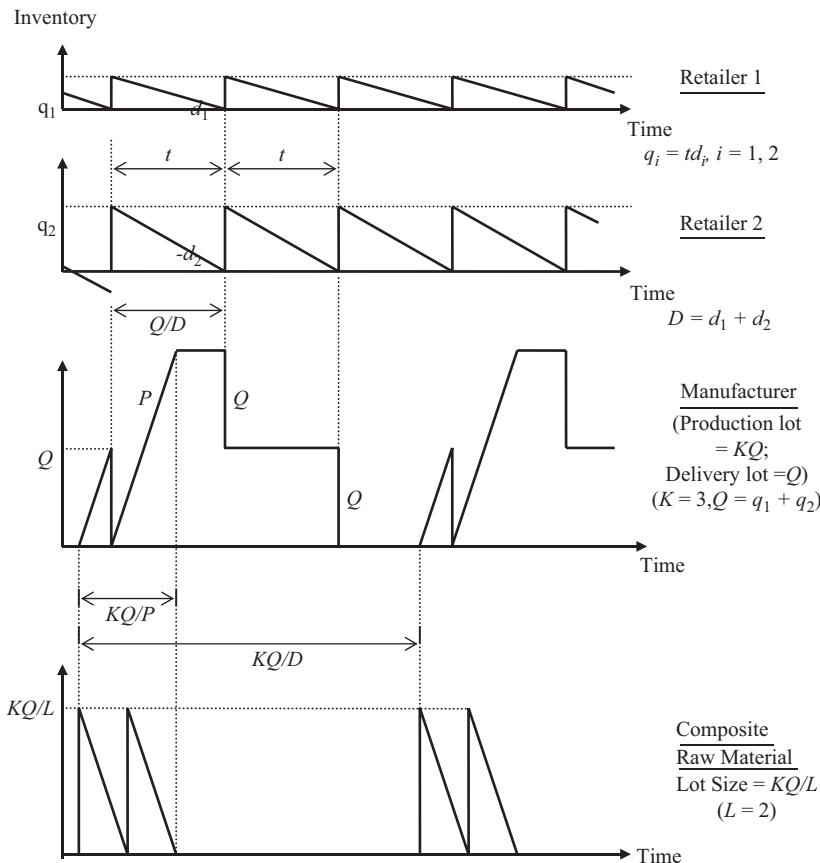 Inventory
q₁
d₁
Retailer 1
Time
qᵢ = tdᵢ, i = 1, 2
t
t
q₂
-d₂
Retailer 2
Time
Q/D
D = d₁ + d₂
P
Q
Q
Q
Manufacturer
(Production lot
= KQ;
Delivery lot =Q)
(K = 3,Q = q₁ + q₂)
Time
KQ/P
KQ/D
KQ/L
Composite
Raw Material
Lot Size = KQ/L
(L = 2)
Time